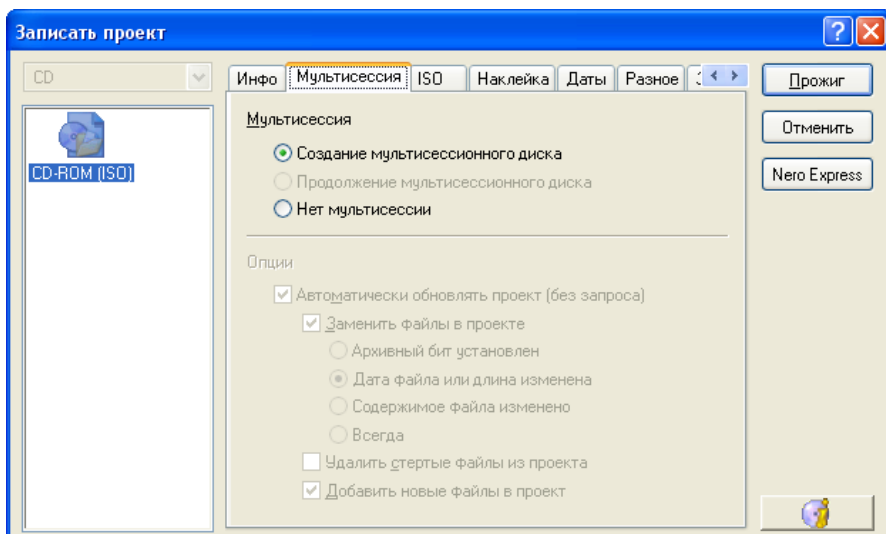 Записать проект
CD
Инфо Мультисессия ISO Наклейка Даты Разное
Прожиг
Мультисессия
Отменить
Создание мультисессионного диска
CD-ROM (ISO)
Продолжение мультисессионного диска
Nero Express
Нет мультисессии
Опции
Автоматически обновлять проект (без запроса)
Заменить файлы в проекте
Архивный бит установлен
Дата файла или длина изменена
Содержимое файла изменено
Всегда
Удалить стертые файлы из проекта
Добавить новые файлы в проект